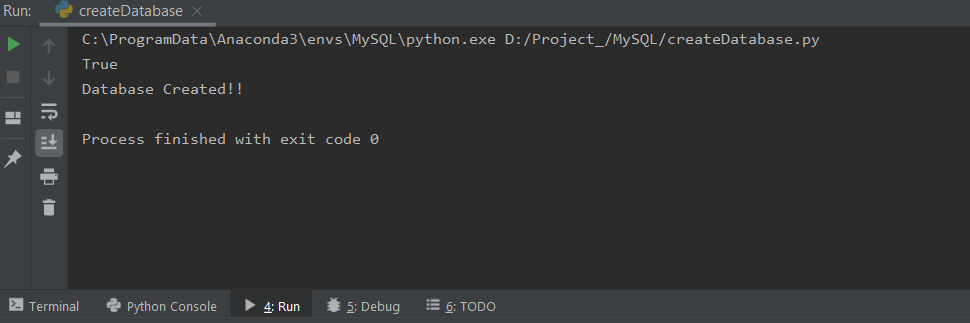 Run: createDatabase
C:\ProgramData\Anaconda3\envs\MySQL\python.exe D:/Project_/MySQL/createDatabase.py
True
Database Created!!
Process finished with exit code 0
Terminal Python Console 4: Run 5: Debug 6: TODO